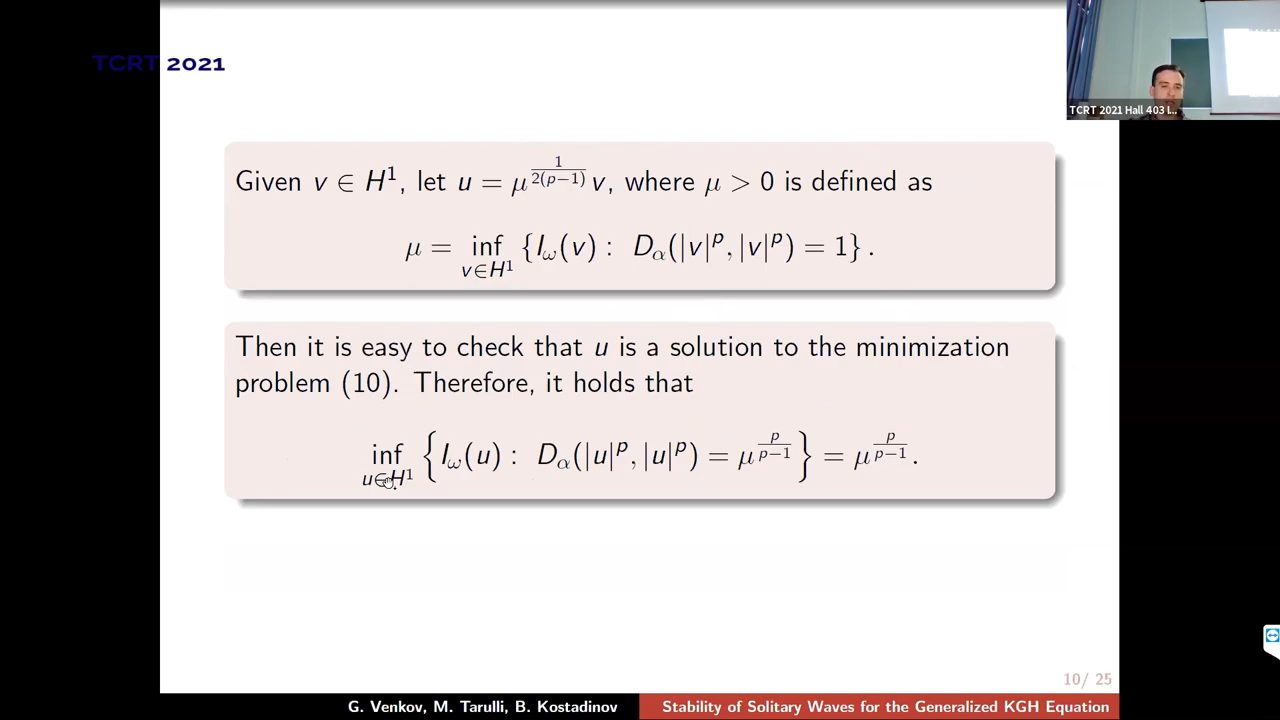 TCRT 2021
TCRT 2021 Hall 403 I...
Given v ∈ H¹, let u = μ^{\frac{1}{2(p−1)}} v, where μ > 0 is defined as
μ = inf_{v∈H¹} {I_ω(v) : D_α(|v|^p, |v|^p) = 1} .
Then it is easy to check that u is a solution to the minimization
problem (10). Therefore, it holds that
inf_{u∈H¹} {I_ω(u) : D_α(|u|^p, |u|^p) = μ^{\frac{p}{p−1}}} = μ^{\frac{p}{p−1}}.
10/ 25
G. Venkov, M. Tarulli, B. Kostadinov
Stability of Solitary Waves for the Generalized KGH Equation